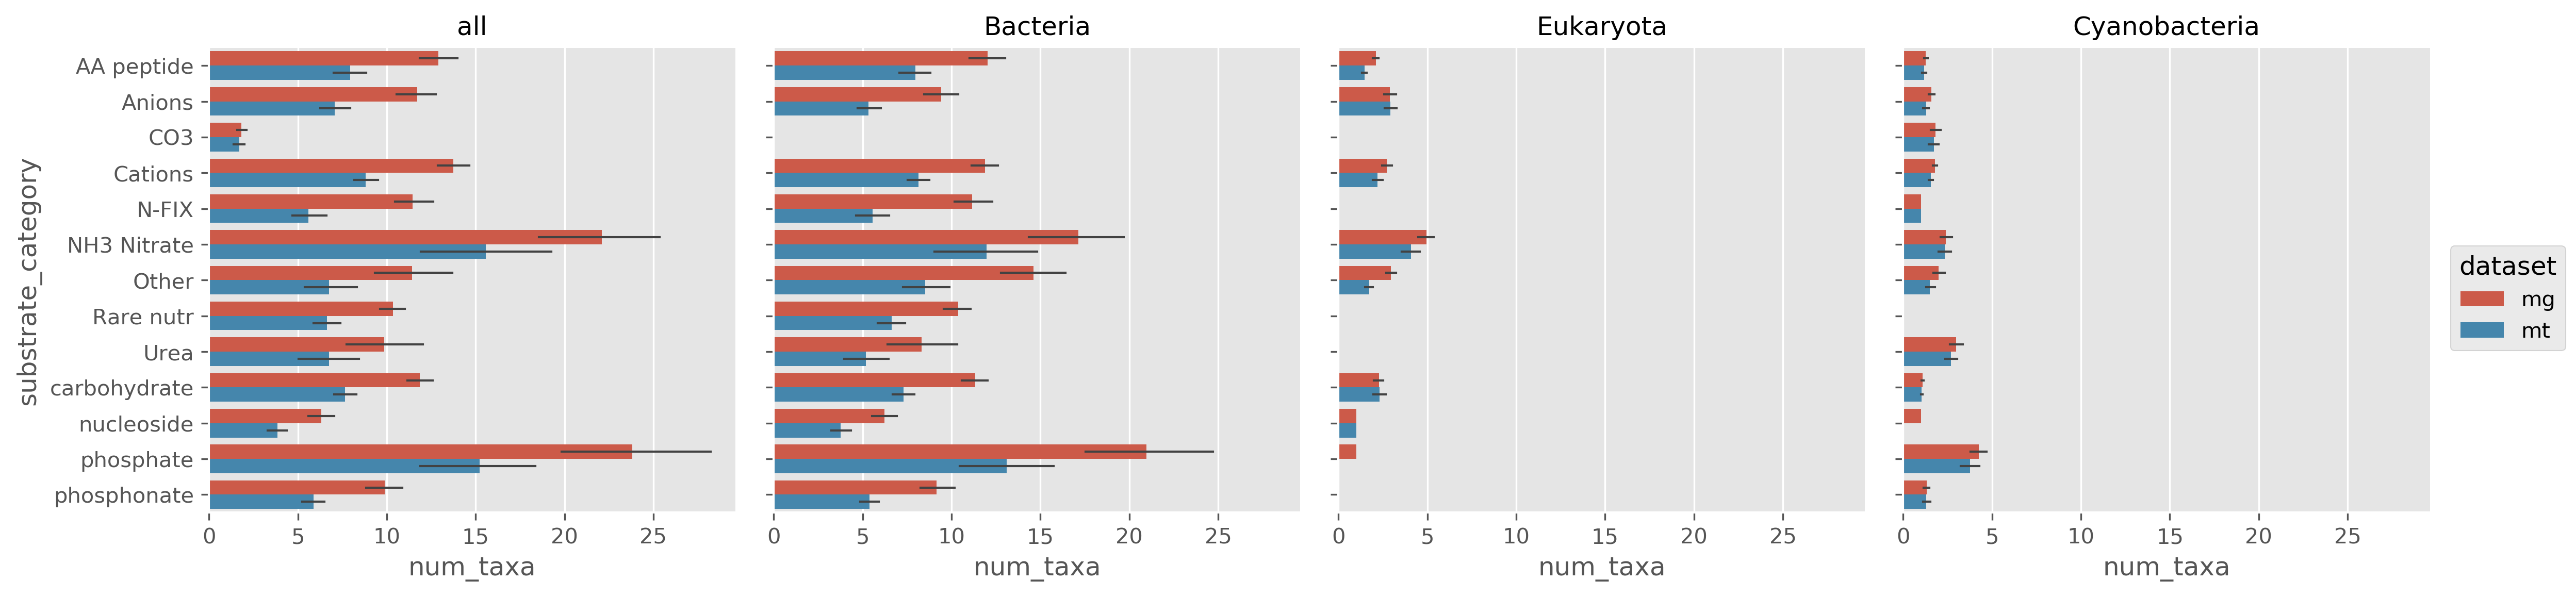 all
Bacteria
Eukaryota
Cyanobacteria
substrate_category
AA peptide
Anions
CO3
Cations
N-FIX
NH3 Nitrate
Other
Rare nutr
Urea
carbohydrate
nucleoside
phosphate
phosphonate
0 5 10 15 20 25
0 5 10 15 20 25
0 5 10 15 20 25
0 5 10 15 20 25
num_taxa
num_taxa
num_taxa
num_taxa
dataset
mg
mt